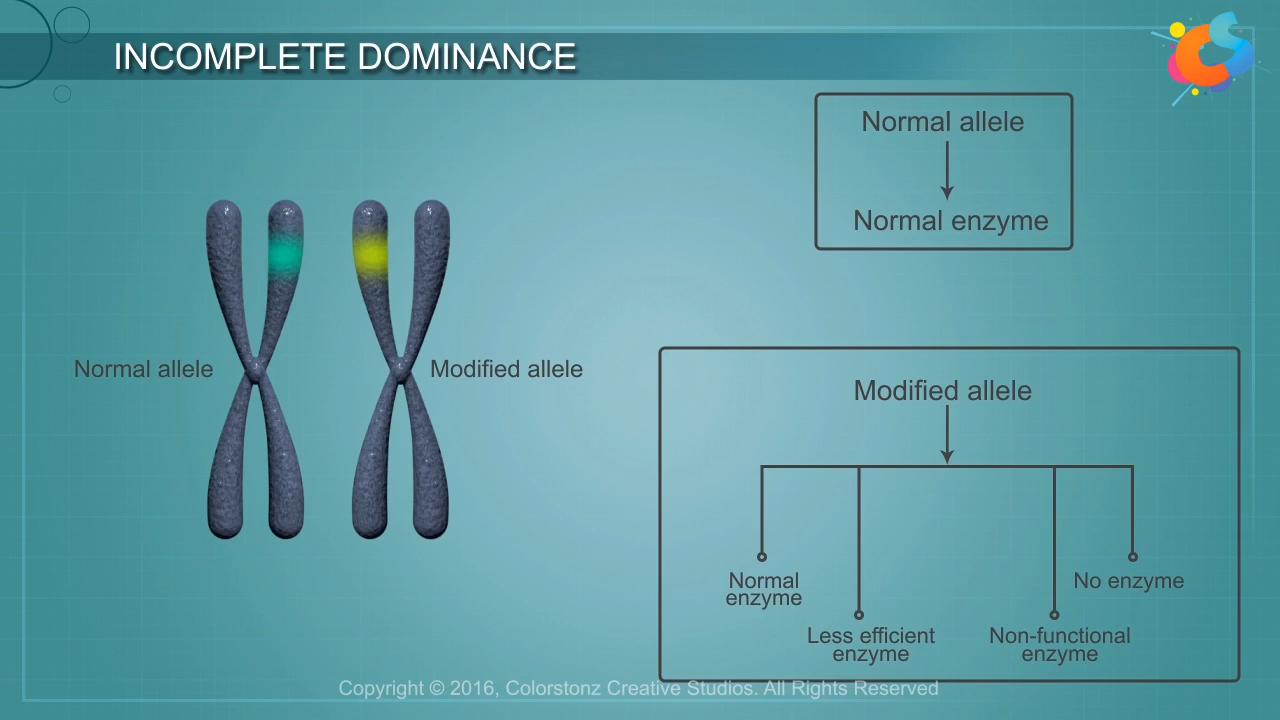 INCOMPLETE DOMINANCE
Normal allele
Normal enzyme
Normal allele
Modified allele
Modified allele
Normal
enzyme
Less efficient
enzyme
Non-functional
enzyme
No enzyme
Copyright © 2016, Colorstonz Creative Studios. All Rights Reserved
CS